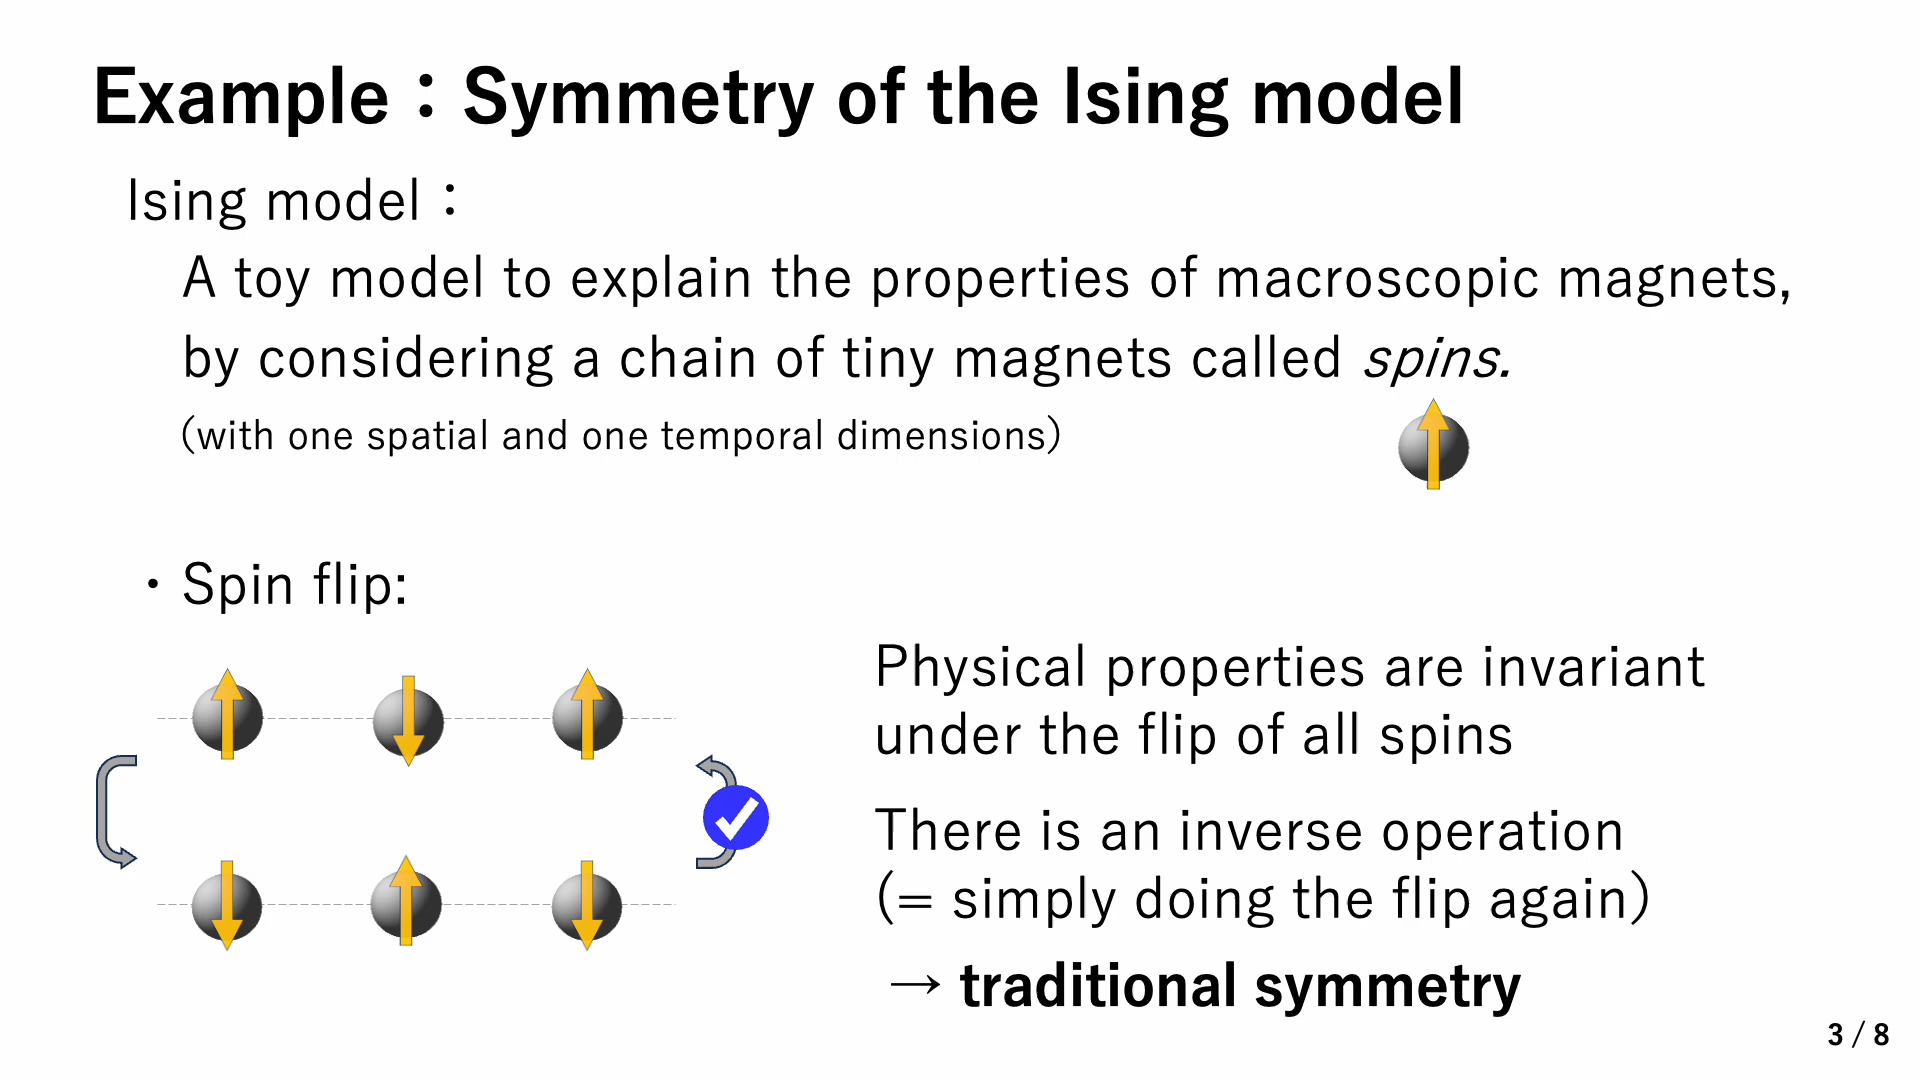 Example：Symmetry of the Ising model
Ising model：
A toy model to explain the properties of macroscopic magnets,
by considering a chain of tiny magnets called spins.
(with one spatial and one temporal dimensions)
・Spin flip:
Physical properties are invariant
under the flip of all spins
There is an inverse operation
(= simply doing the flip again)
→ traditional symmetry
3 / 8